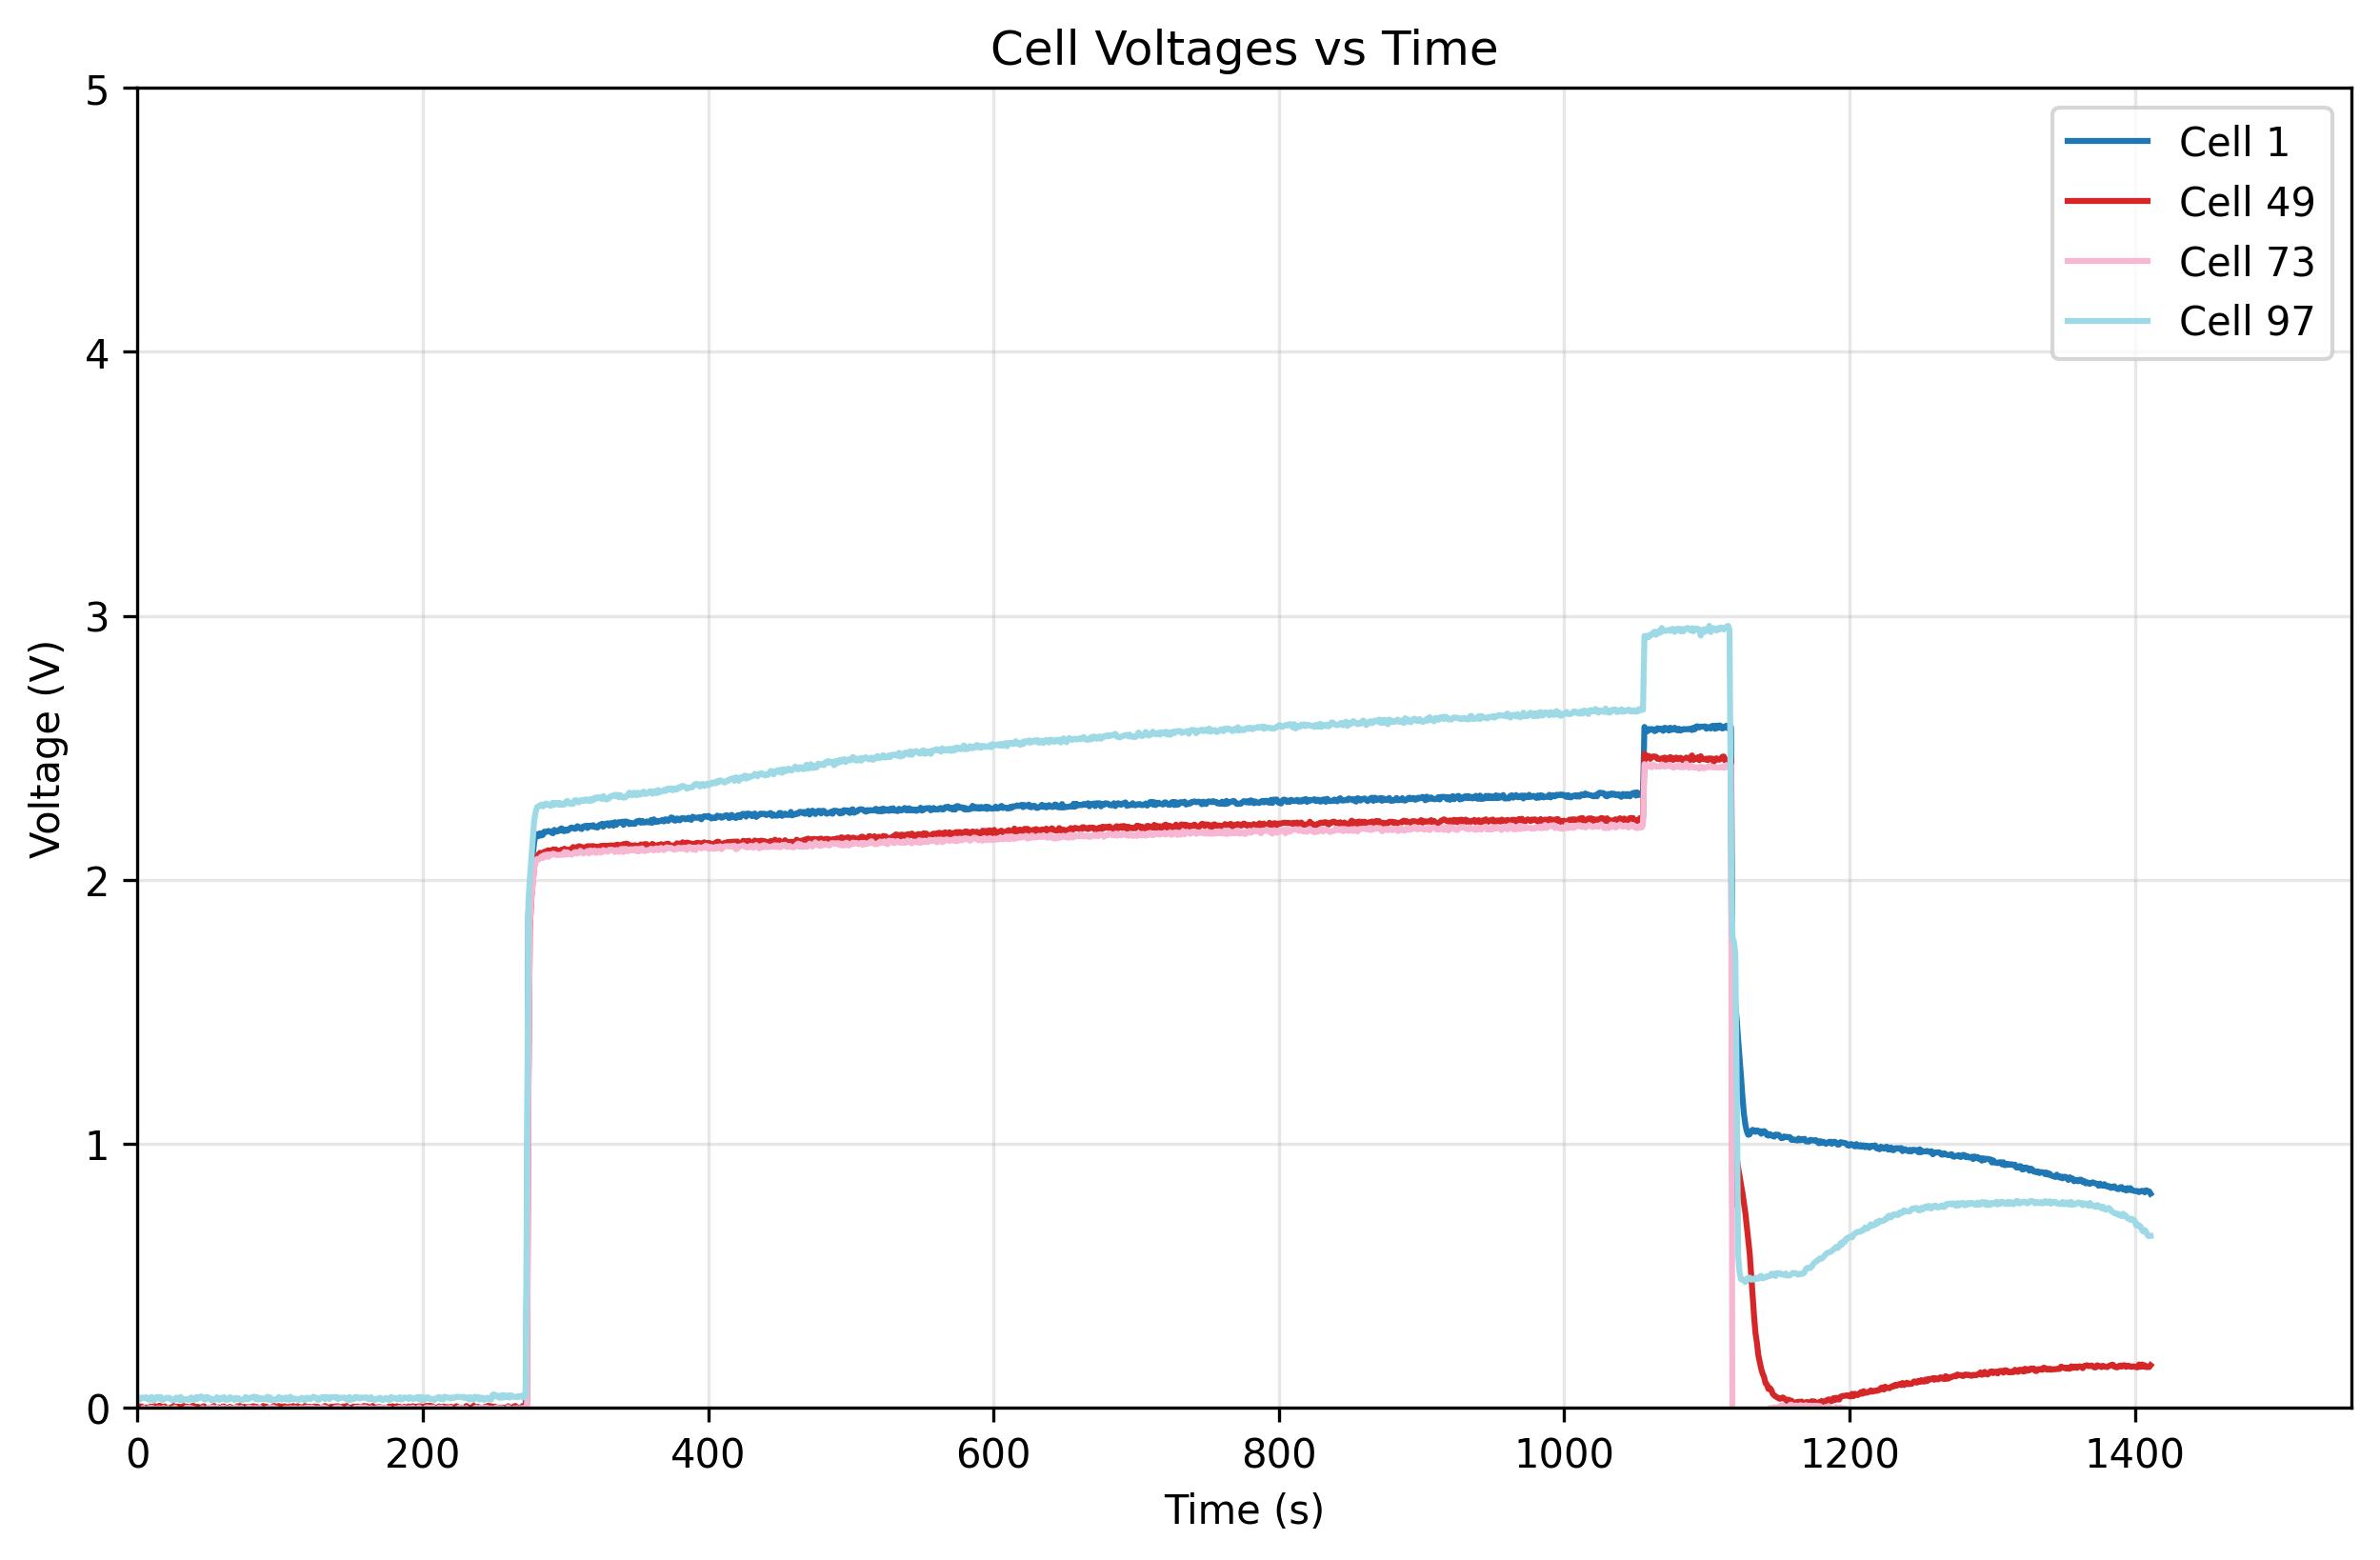 Cell Voltages vs Time
5
4
3
2
1
0
Voltage (V)
0 200 400 600 800 1000 1200 1400
Time (s)
Cell 1
Cell 49
Cell 73
Cell 97